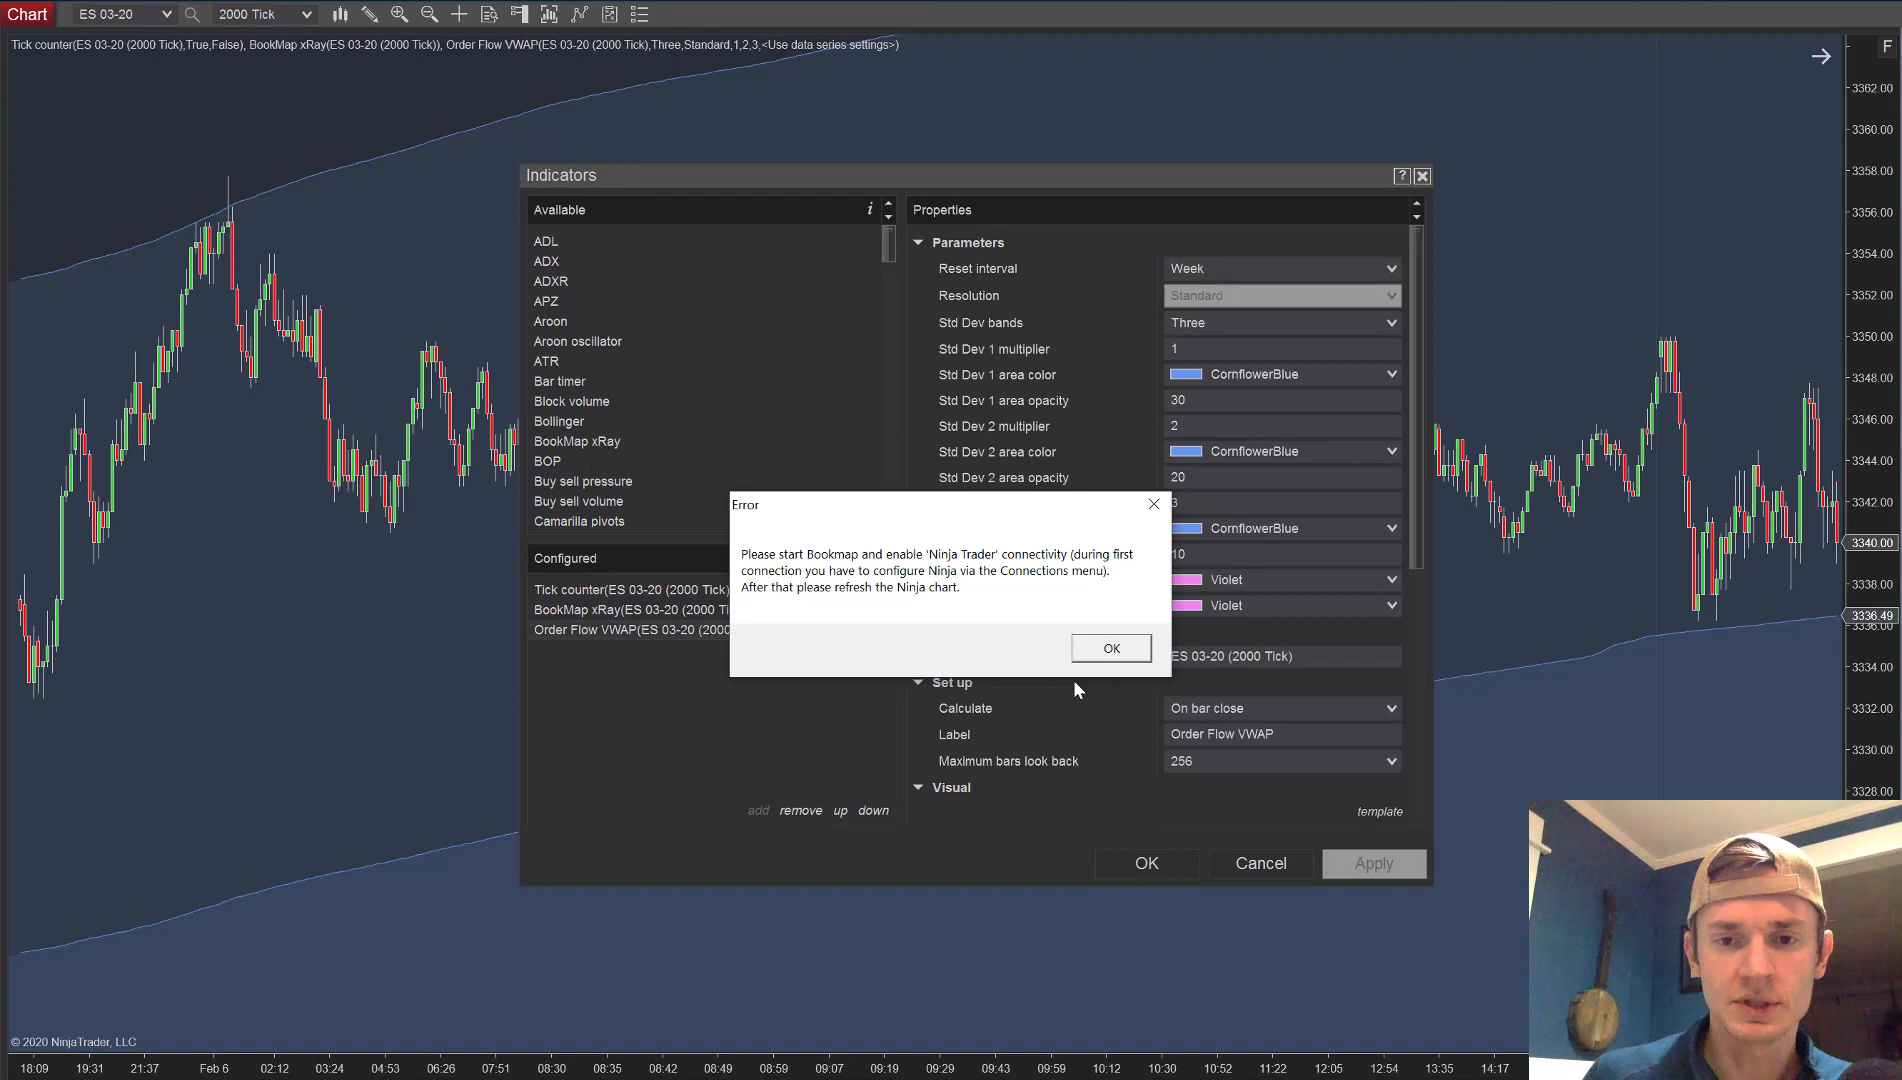 Chart ES 03-20 2000 Tick
Tick counter(ES 03-20 (2000 Tick),True,False), BookMap xRay(ES 03-20 (2000 Tick)), Order Flow VWAP(ES 03-20 (2000 Tick),Three,Standard,1,2,3,<Use data series settings>)
F
Indicators
?
Available i
ADL
ADX
ADXR
APZ
Aroon
Aroon oscillator
ATR
Bar timer
Block volume
Bollinger
BookMap xRay
BOP
Buy sell pressure
Buy sell volume
Camarilla pivots
Configured
Tick counter(ES 03-20 (2000 Tick),
BookMap xRay(ES 03-20 (2000
Order Flow VWAP(ES 03-20 (2000
add remove up down
Properties
Parameters
Reset interval Week
Resolution Standard
Std Dev bands Three
Std Dev 1 multiplier 1
Std Dev 1 area color CornflowerBlue
Std Dev 1 area opacity 30
Std Dev 2 multiplier 2
Std Dev 2 area color CornflowerBlue
Std Dev 2 area opacity 20
3
CornflowerBlue
10
Violet
Violet
ES 03-20 (2000 Tick)
Set up
Calculate On bar close
Label Order Flow VWAP
Maximum bars look back 256
Visual
template
OK Cancel Apply
Error
Please start Bookmap and enable 'Ninja Trader' connectivity (during first
connection you have to configure Ninja via the Connections menu).
After that please refresh the Ninja chart.
OK
3362.00
3360.00
3358.00
3356.00
3354.00
3352.00
3350.00
3348.00
3346.00
3344.00
3342.00
3340.00
3338.00
3336.49
3336.00
3334.00
3332.00
3330.00
3328.00
© 2020 NinjaTrader, LLC
18:09 19:31 21:37 Feb 6 02:12 03:24 04:53 06:26 07:51 08:30 08:35 08:42 08:49 08:59 09:07 09:19 09:29 09:43 09:59 10:12 10:30 10:52 11:22 12:05 12:54 13:35 14:17